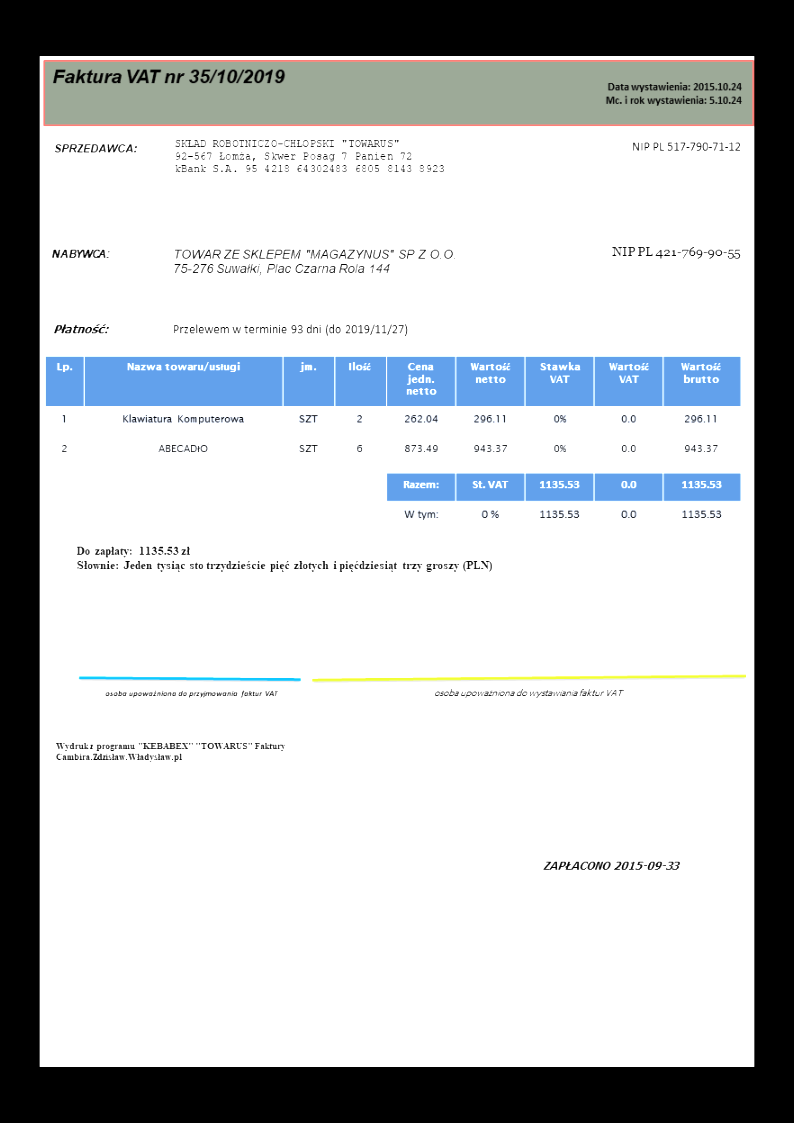 Faktura VAT nr 35/10/2019
Data wystawienia: 2015.10.24
Mc. i rok wystawienia: 5.10.24
SPRZEDAWCA:
SKŁAD ROBOTNICZO-CHŁOPSKI "TOWARUS"
92-567 Łomża, Skwer Posag 7 Panien 72
kBank S.A. 95 4218 64302483 6805 8143 8923
NIP PL 517-790-71-12
NABYWCA:
TOWAR ZE SKLEPEM "MAGAZYNUS" SP Z O.O.
75-276 Suwałki, Plac Czarna Rola 144
NIP PL 421-769-90-55
Płatność: Przelewem w terminie 93 dni (do 2019/11/27)
Lp. Nazwa towaru/usługi jm. Ilość Cena jedn. netto Wartość netto Stawka VAT Wartość VAT Wartość brutto
1 Klawiatura Komputerowa SZT 2 262.04 296.11 0% 0.0 296.11
2 ABECADłO SZT 6 873.49 943.37 0% 0.0 943.37
Razem: St. VAT 1135.53 0.0 1135.53
W tym: 0 % 1135.53 0.0 1135.53
Do zapłaty: 1135.53 zł
Słownie: Jeden tysiąc sto trzydzieście pięć złotych i pięćdziesiąt trzy groszy (PLN)
osoba upoważniona do przyjmowania faktur VAT
osoba upoważniona do wystawiania faktur VAT
Wydruk z programu "KEBABEX" "TOWARUS" Faktury
Cambira.Zdzisław.Władysław.pl
ZAPŁACONO 2015-09-33